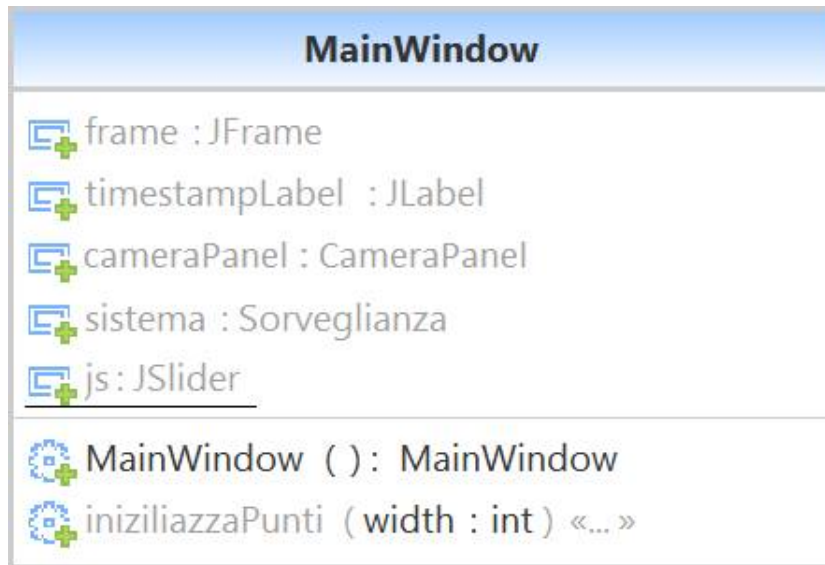 MainWindow
frame : JFrame
timestampLabel : JLabel
cameraPanel : CameraPanel
sistema : Sorveglianza
js : JSlider
MainWindow ( ) : MainWindow
iniziliazzaPunti ( width : int ) «... »